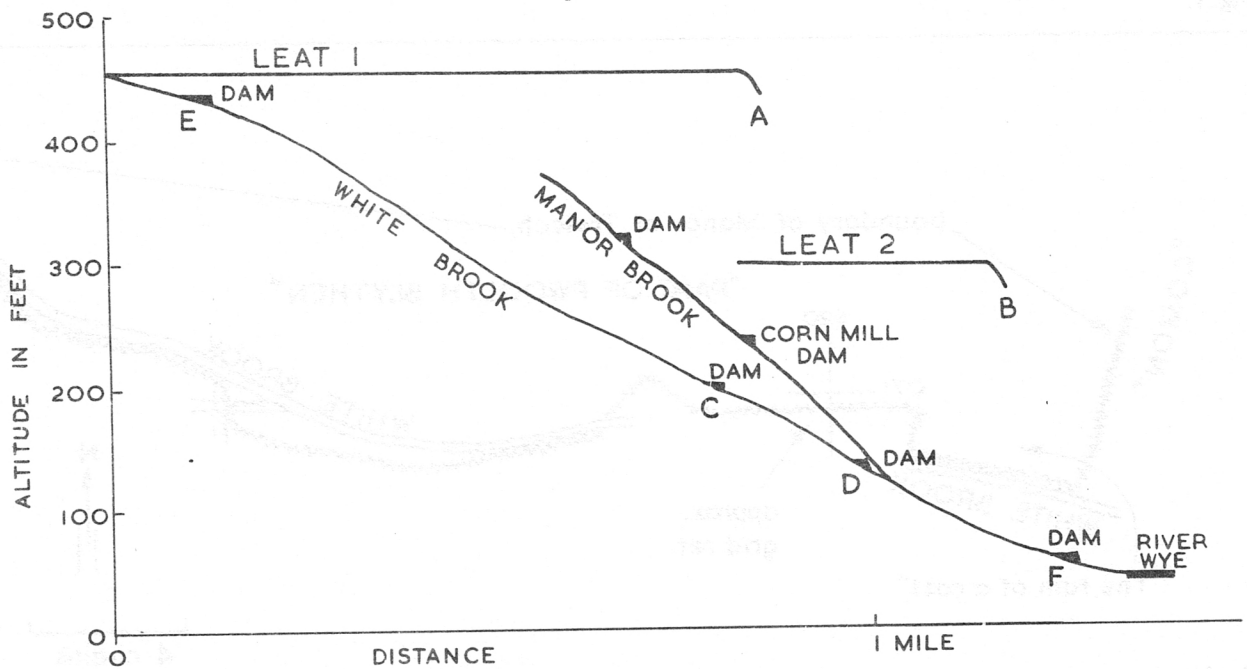 500
LEAT 1
DAM
E
A
400
WHITE BROOK
MANOR BROOK
DAM
LEAT 2
300
B
CORN MILL
DAM
DAM
200
C
DAM
D
100
DAM
F
RIVER
WYE
0
0
DISTANCE
1 MILE
ALTITUDE IN FEET